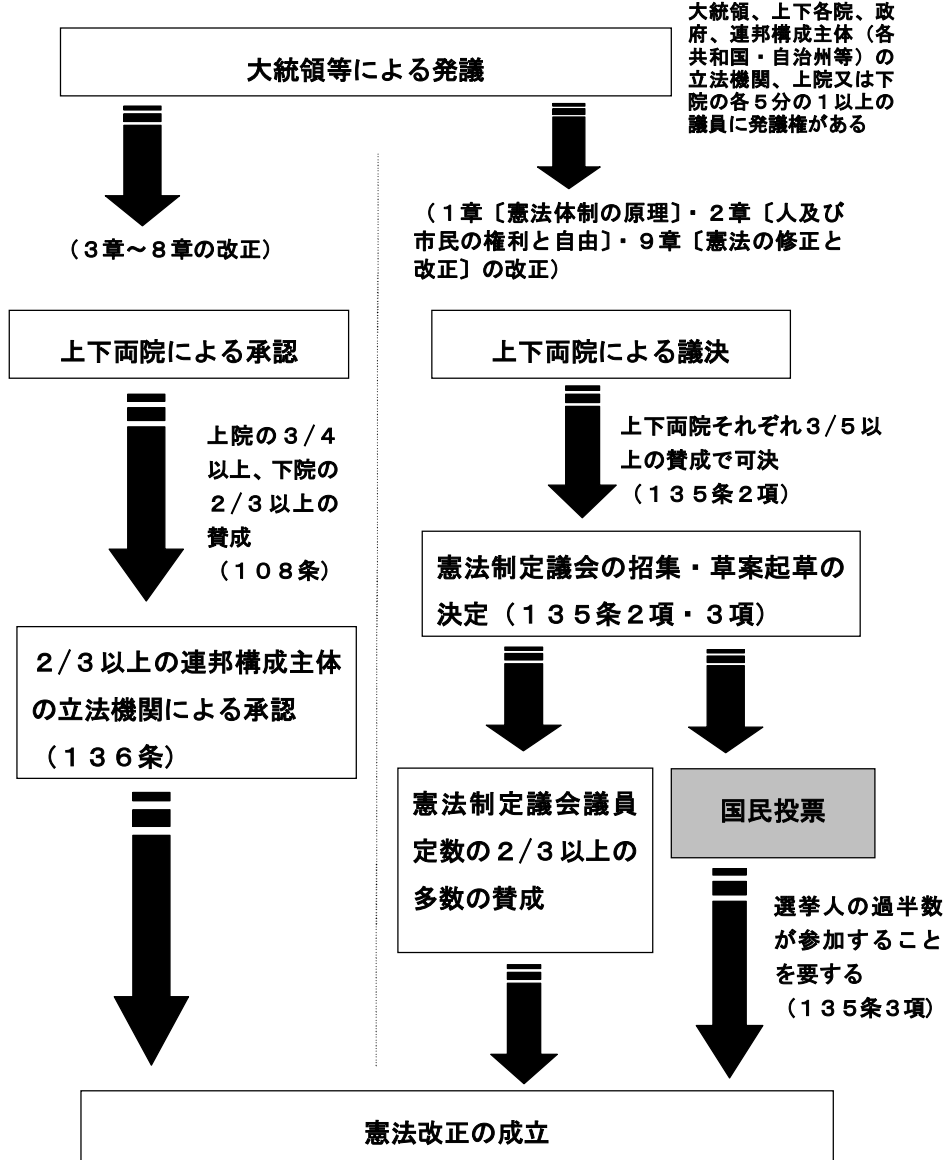 大統領等による発議
大統領、上下各院、政
府、連邦構成主体（各
共和国・自治州等）の
立法機関、上院又は下
院の各５分の１以上の
議員に発議権がある
（３章～８章の改正）
（１章〔憲法体制の原理〕・２章〔人及び
市民の権利と自由〕・９章〔憲法の修正と
改正〕の改正）
上下両院による承認
上院の３/４
以上、下院の
２/３以上の
賛成
（１０８条）
２/３以上の連邦構成主体
の立法機関による承認
（１３６条）
上下両院による議決
上下両院それぞれ３/５以
上の賛成で可決
（１３５条２項）
憲法制定議会の招集・草案起草の
決定（１３５条２項・３項）
憲法制定議会議員
定数の２/３以上の
多数の賛成
国民投票
選挙人の過半数
が参加すること
を要する
（１３５条３項）
憲法改正の成立